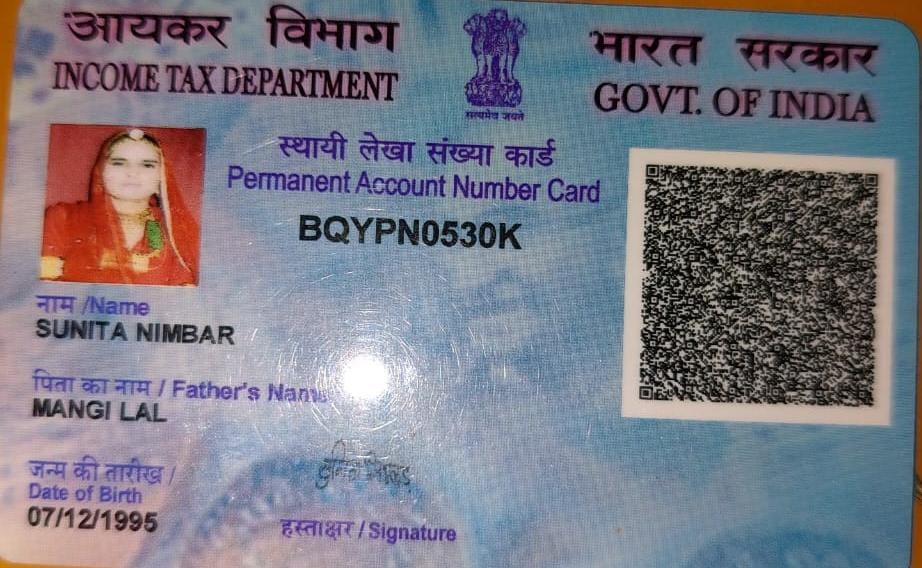 आयकर विभाग
INCOME TAX DEPARTMENT
सत्यमेव जयते
भारत सरकार
GOVT. OF INDIA
स्थायी लेखा संख्या कार्ड
Permanent Account Number Card
BQYPN0530K
नाम /Name
SUNITA NIMBAR
पिता का नाम / Father's Name
MANGI LAL
जन्म की तारीख /
Date of Birth
07/12/1995
हस्ताक्षर / Signature